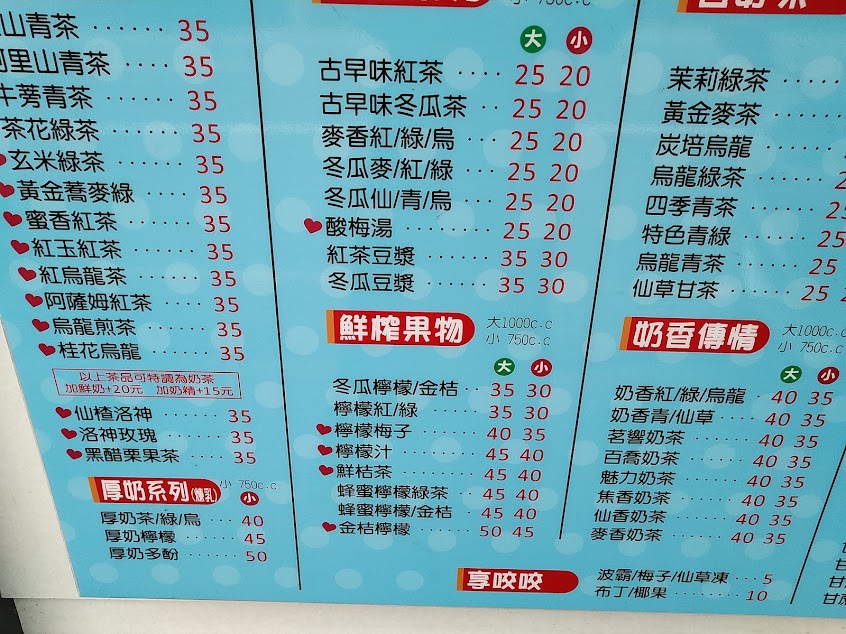 山青茶 ······ 35
里山青茶 ···· 35
牛蒡青茶 ····· 35
茶花綠茶 ····· 35
❤玄米綠茶 ······ 35
❤黃金蕎麥綠 ···· 35
❤蜜香紅茶 ······ 35
❤紅玉紅茶 ······ 35
❤紅烏龍茶 ······ 35
❤阿薩姆紅茶 ···· 35
❤烏龍煎茶 ······ 35
❤桂花烏龍 ······ 35
以上茶品可特調為奶茶
加鮮奶+20元 加奶精+15元
❤仙楂洛神 ······ 35
❤洛神玫瑰 ······ 35
❤黑醋栗果茶 ···· 35
厚奶系列(煉乳) 小 750c.c
小
厚奶茶/綠/烏 ··· 40
厚奶檸檬 ······ 45
厚奶多酚 ······ 50
小 750c.c
大 小
古早味紅茶 ···· 25 20
古早味冬瓜茶 ·· 25 20
麥香紅/綠/烏 ··· 25 20
冬瓜麥/紅/綠 ··· 25 20
冬瓜仙/青/烏 ··· 25 20
❤酸梅湯 ······· 25 20
紅茶豆漿 ······ 35 30
冬瓜豆漿 ······ 35 30
鮮榨果物 大1000c.c
小 750c.c
大 小
冬瓜檸檬/金桔 ·· 35 30
檸檬紅/綠 ····· 35 30
❤檸檬梅子 ····· 40 35
❤檸檬汁 ······· 45 40
❤鮮桔茶 ······· 45 40
蜂蜜檸檬綠茶 ·· 45 40
蜂蜜檸檬/金桔 ·· 45 40
❤金桔檸檬 ····· 50 45
茉莉綠茶 ·····
黃金麥茶 ·····
炭培烏龍 ·····
烏龍綠茶 ····· 2
四季青茶 ····· 25
特色青綠 ····· 25
烏龍青茶 ····· 25
仙草甘茶 ····· 25 2
奶香傳情 大1000c.c
小 750c.c
大 小
奶香紅/綠/烏龍 · 40 35
奶香青/仙草 ··· 40 35
茗響奶茶 ······ 40 35
百喬奶茶 ······ 40 35
魅力奶茶 ······ 40 35
焦香奶茶 ······ 40 35
仙香奶茶 ······ 40 35
麥香奶茶 ······ 40 35
享咬咬
波霸/梅子/仙草凍 ··· 5
布丁/椰果 ········ 10
甘
甘
甘蔗